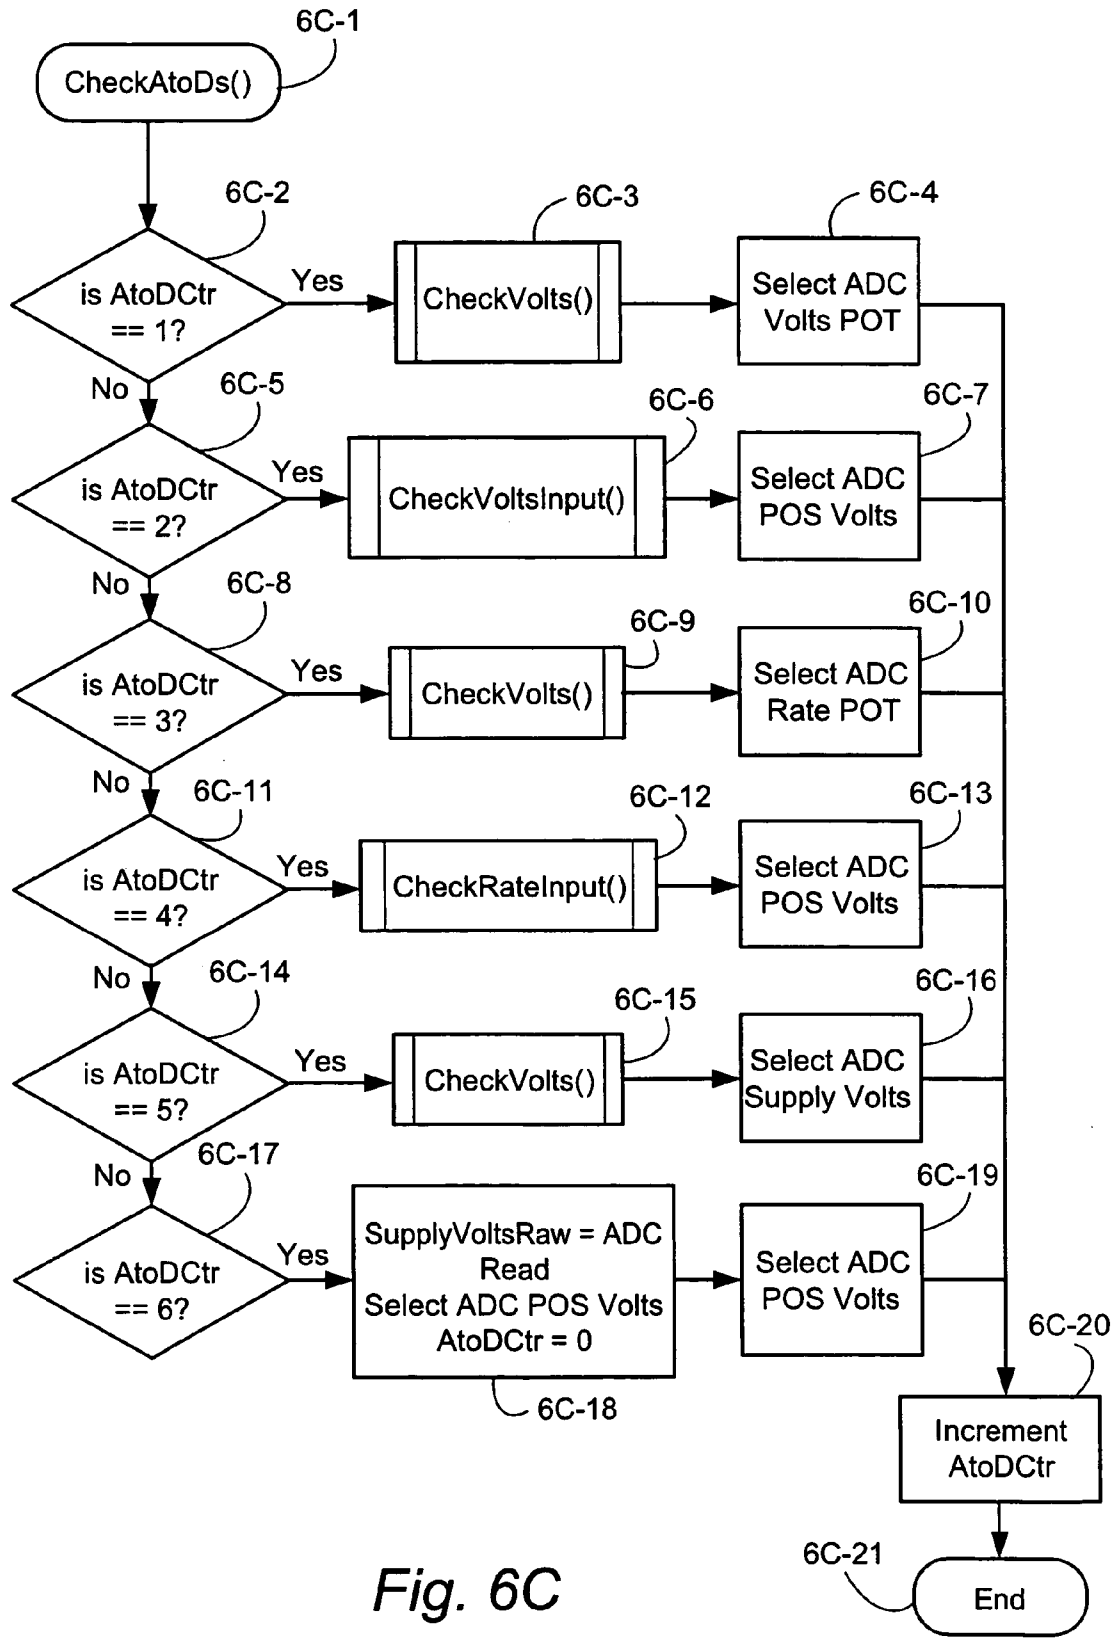 6C-1
CheckAtoDs()
6C-2
6C-3
6C-4
is AtoDCtr
== 1?
Yes
CheckVolts()
Select ADC
Volts POT
No
6C-5
6C-6
6C-7
is AtoDCtr
== 2?
Yes
CheckVoltsInput()
Select ADC
POS Volts
No
6C-8
6C-9
6C-10
is AtoDCtr
== 3?
Yes
CheckVolts()
Select ADC
Rate POT
No
6C-11
6C-12
6C-13
is AtoDCtr
== 4?
Yes
CheckRateInput()
Select ADC
POS Volts
No
6C-14
6C-15
6C-16
is AtoDCtr
== 5?
Yes
CheckVolts()
Select ADC
Supply Volts
No
6C-17
6C-19
is AtoDCtr
== 6?
Yes
SupplyVoltsRaw = ADC
Read
Select ADC POS Volts
AtoDCtr = 0
Select ADC
POS Volts
6C-18
6C-20
Increment
AtoDCtr
6C-21
End
Fig. 6C